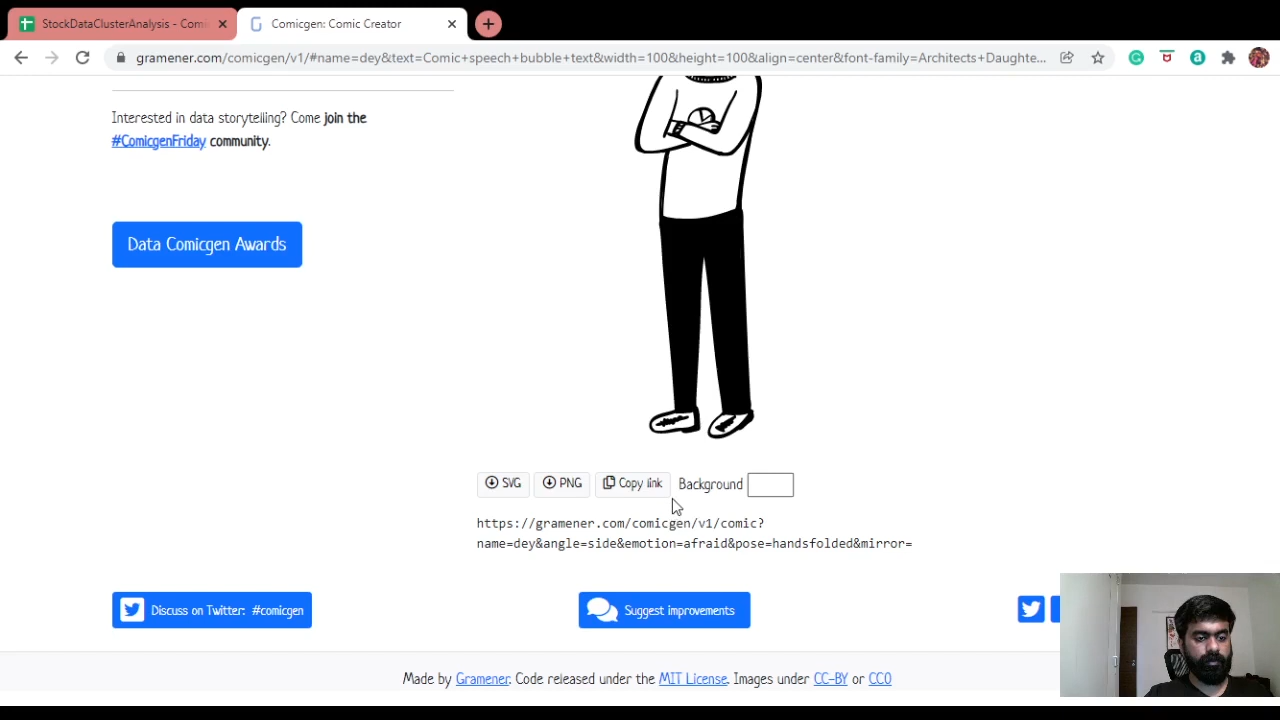 StockDataClusterAnalysis - Com
Comicgen: Comic Creator
gramener.com/comicgen/v1/#name=dey&text=Comic+speech+bubble+text&width=100&height=100&align=center&font-family=Architects+Daughte...
Interested in data storytelling? Come join the
#ComicgenFriday community.
Data Comicgen Awards
SVG PNG Copy link Background
https://gramener.com/comicgen/v1/comic?
name=dey&angle=side&emotion=afraid&pose=handsfolded&mirror=
Discuss on Twitter: #comicgen
Suggest improvements
Made by Gramener. Code released under the MIT License. Images under CC-BY or CC0